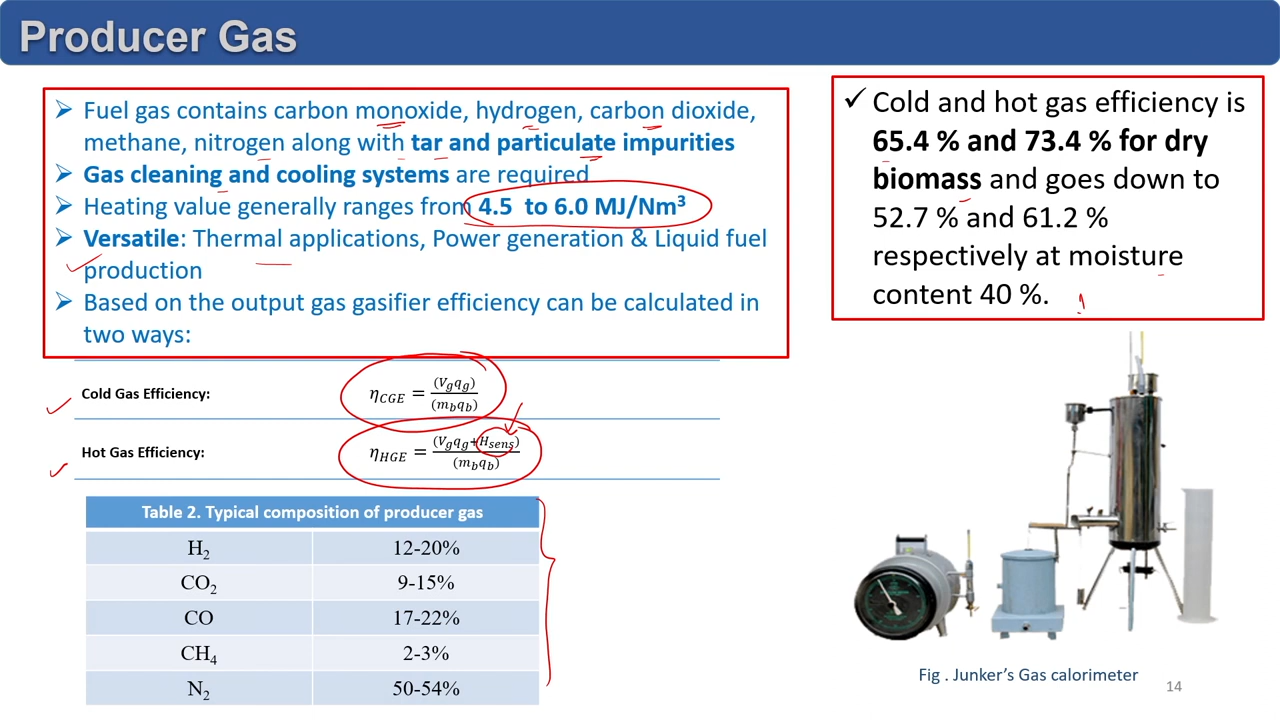 Producer Gas
➢ Fuel gas contains carbon monoxide, hydrogen, carbon dioxide,
methane, nitrogen along with tar and particulate impurities
➢ Gas cleaning and cooling systems are required
➢ Heating value generally ranges from 4.5 to 6.0 MJ/Nm³
➢ Versatile: Thermal applications, Power generation & Liquid fuel
production
➢ Based on the output gas gasifier efficiency can be calculated in
two ways:
✓ Cold and hot gas efficiency is
65.4 % and 73.4 % for dry
biomass and goes down to
52.7 % and 61.2 %
respectively at moisture
content 40 %.
Cold Gas Efficiency: η_CGE = (V_g q_g) / (m_b q_b)
Hot Gas Efficiency: η_HGE = (V_g q_g + H_sens) / (m_b q_b)
Table 2. Typical composition of producer gas
H₂ 12-20%
CO₂ 9-15%
CO 17-22%
CH₄ 2-3%
N₂ 50-54%
Fig . Junker's Gas calorimeter
14